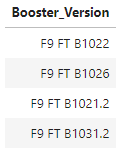 Booster_Version
F9 FT B1022
F9 FT B1026
F9 FT B1021.2
F9 FT B1031.2